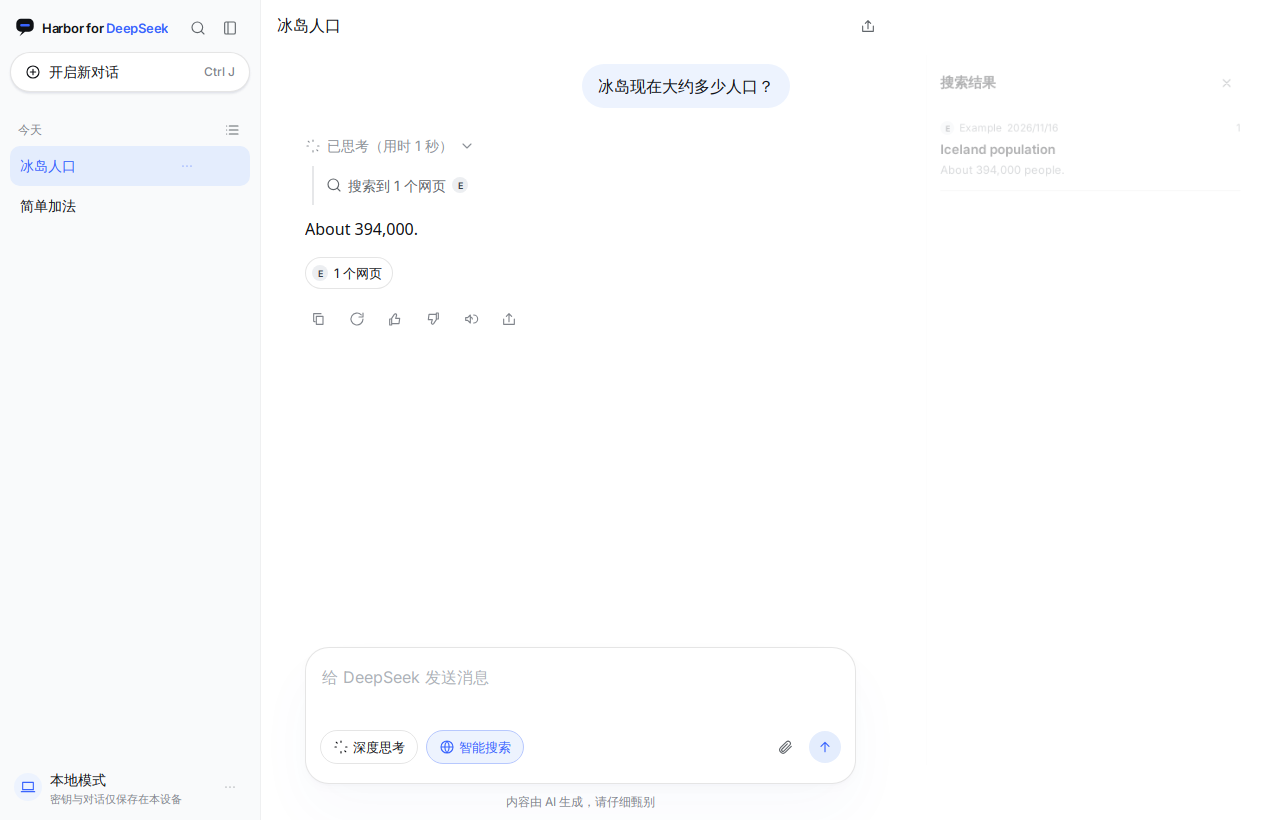 Harbor for DeepSeek
开启新对话 Ctrl J
今天
冰岛人口
简单加法
本地模式
密钥与对话仅保存在本设备
冰岛人口
冰岛现在大约多少人口？
已思考（用时 1 秒）
搜索到 1 个网页 E
About 394,000.
E 1 个网页
给 DeepSeek 发送消息
深度思考 智能搜索
内容由 AI 生成，请仔细甄别
搜索结果
E Example 2026/11/16 1
Iceland population
About 394,000 people.